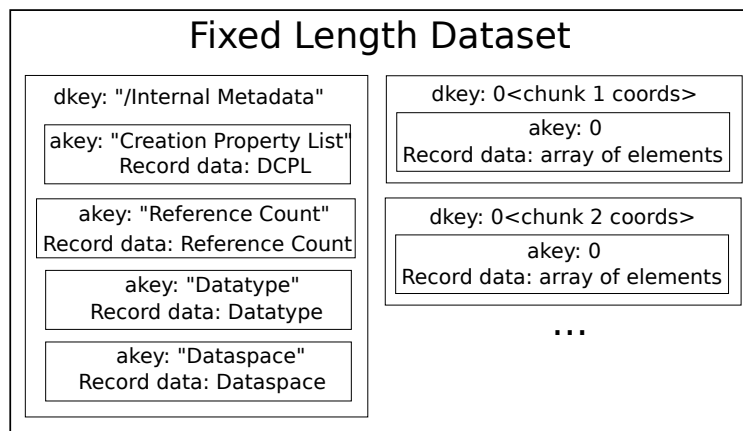 Fixed Length Dataset
dkey: "/Internal Metadata"
akey: "Creation Property List"
Record data: DCPL
akey: "Reference Count"
Record data: Reference Count
akey: "Datatype"
Record data: Datatype
akey: "Dataspace"
Record data: Dataspace
dkey: 0<chunk 1 coords>
akey: 0
Record data: array of elements
dkey: 0<chunk 2 coords>
akey: 0
Record data: array of elements
...